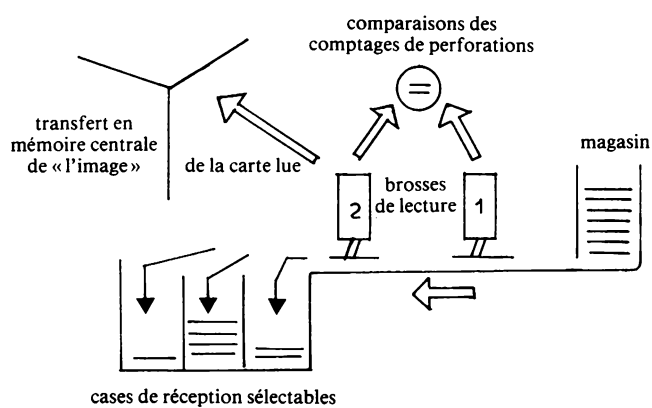 comparaisons des
comptages de perforations
=
transfert en
mémoire centrale
de « l'image »
de la carte lue
magasin
brosses
de lecture
2
1
cases de réception sélectables